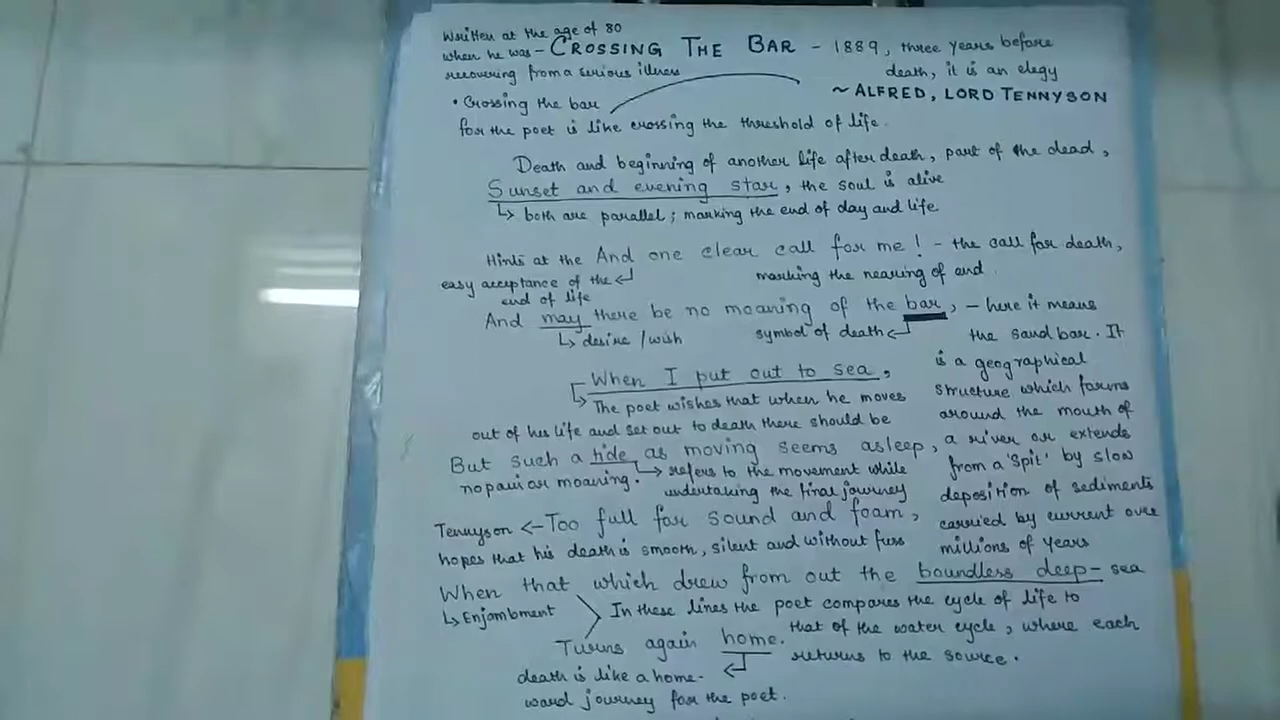 Written at the age of 80
when he was - CROSSING THE BAR - 1889, three years before
recovering from a serious illness death, it is an elegy
• Crossing the bar ~ ALFRED, LORD TENNYSON
for the poet is like crossing the threshold of life.
Death and beginning of another life after death, part of the dead,
Sunset and evening star, the soul is alive
↳ both are parallel; marking the end of day and life
Hints at the And one clear call for me! - the call for death,
easy acceptance of the marking the nearing of end.
end of life
And may there be no moaning of the bar, - here it means
↳ desire/wish symbol of death the sand bar. It
When I put out to sea, is a geographical
↳ The poet wishes that when he moves structure which forms
out of his life and set out to death there should be around the mouth of
But such a tide as moving seems asleep, a river or extends
no pain or moaning. → refers to the movement while from a 'Spit' by slow
undertaking the final journey deposition of sediments
Tennyson ← Too full for sound and foam, carried by current over
hopes that his death is smooth, silent and without fuss millions of years
When that which drew from out the boundless deep - sea
↳ Enjambment In these lines the poet compares the cycle of life to
Turns again home. that of the water cycle, where each
death is like a home- returns to the source.
ward journey for the poet.